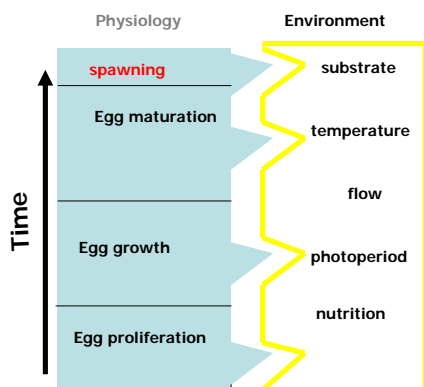 Physiology
Environment
spawning
substrate
Egg maturation
temperature
flow
Egg growth
photoperiod
nutrition
Egg proliferation
Time